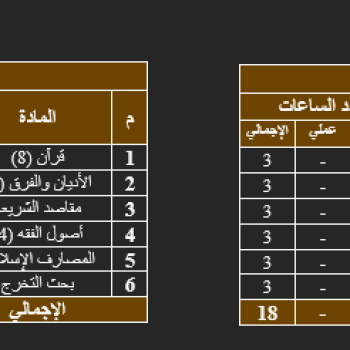 د الساعات
عملي الإجمالي
- 3
- 3
- 3
- 3
- 3
- 3
- 18
م المادة
1 قرآن (8)
2 الأديان والفرق (
3 مقاصد الشريعة
4 أصول الفقه (4
5 المصارف الإسلا
6 بحث التخرج
الإجمالي